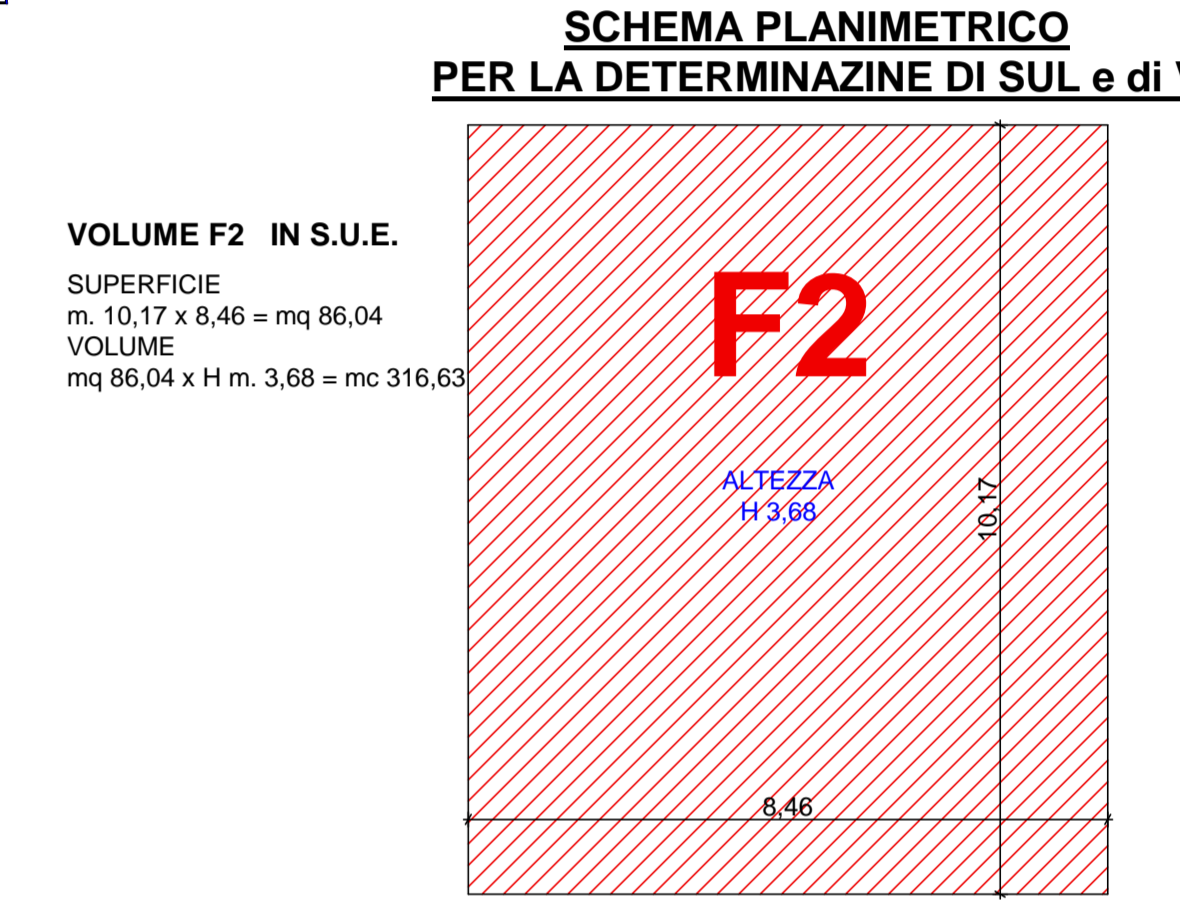 SCHEMA PLANIMETRICO
PER LA DETERMINAZINE DI SUL e di
VOLUME F2 IN S.U.E.
SUPERFICIE
m. 10,17 x 8,46 = mq 86,04
VOLUME
mq 86,04 x H m. 3,68 = mc 316,63
F2
ALTEZZA
H 3,68
10,17
8,46